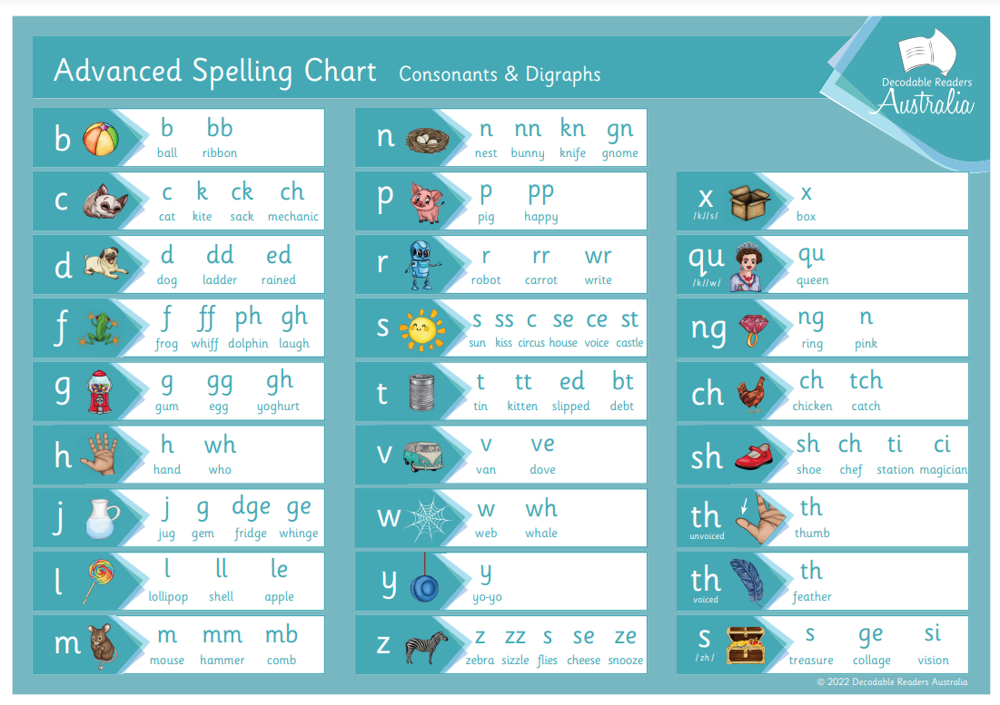 Advanced Spelling Chart Consonants & Digraphs
Decodable Readers
Australia
b
b bb
ball ribbon
c
c k ck ch
cat kite sack mechanic
d
d dd ed
dog ladder rained
f
f ff ph gh
frog whiff dolphin laugh
g
g gg gh
gum egg yoghurt
h
h wh
hand who
j
j g dge ge
jug gem fridge whinge
l
l ll le
lollipop shell apple
m
m mm mb
mouse hammer comb
n
n nn kn gn
nest bunny knife gnome
p
p pp
pig happy
r
r rr wr
robot carrot write
s
s ss c se ce st
sun kiss circus house voice castle
t
t tt ed bt
tin kitten slipped debt
v
v ve
van dove
w
w wh
web whale
y
y
yo-yo
z
z zz s se ze
zebra sizzle flies cheese snooze
x
/k//s/
x
box
qu
/k//w/
qu
queen
ng
ng n
ring pink
ch
ch tch
chicken catch
sh
sh ch ti ci
shoe chef station magician
th
unvoiced
th
thumb
th
voiced
th
feather
s
/zh/
s ge si
treasure collage vision
© 2022 Decodable Readers Australia